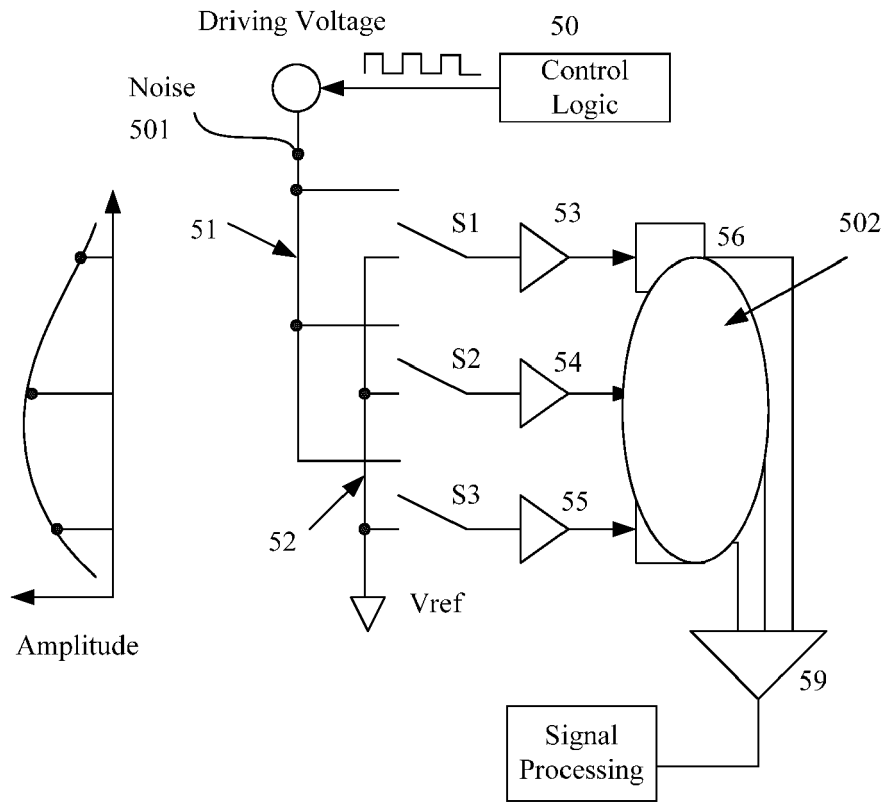 Driving Voltage
50
Control
Logic
Noise
501
51
S1
53
56
502
S2
54
S3
55
52
Vref
Amplitude
59
Signal
Processing